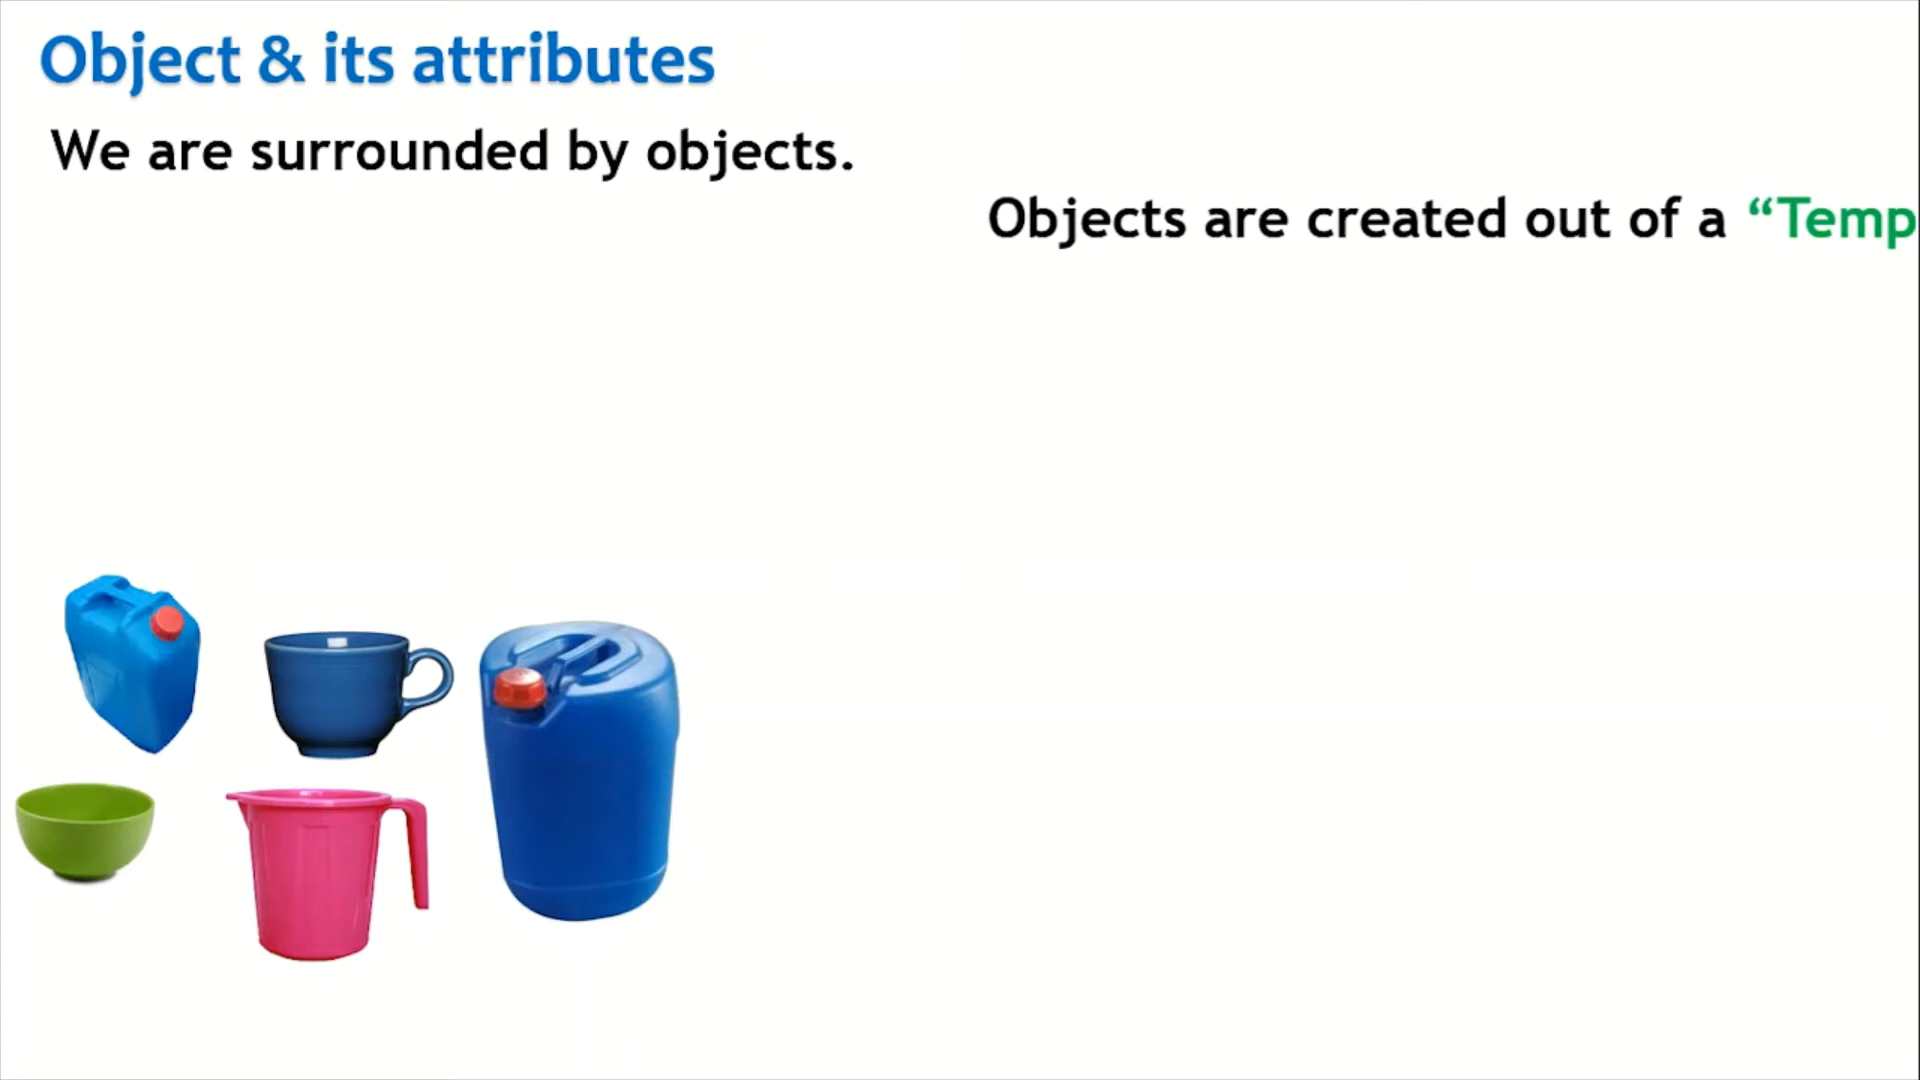 Object & its attributes
We are surrounded by objects.
Objects are created out of a “Temp